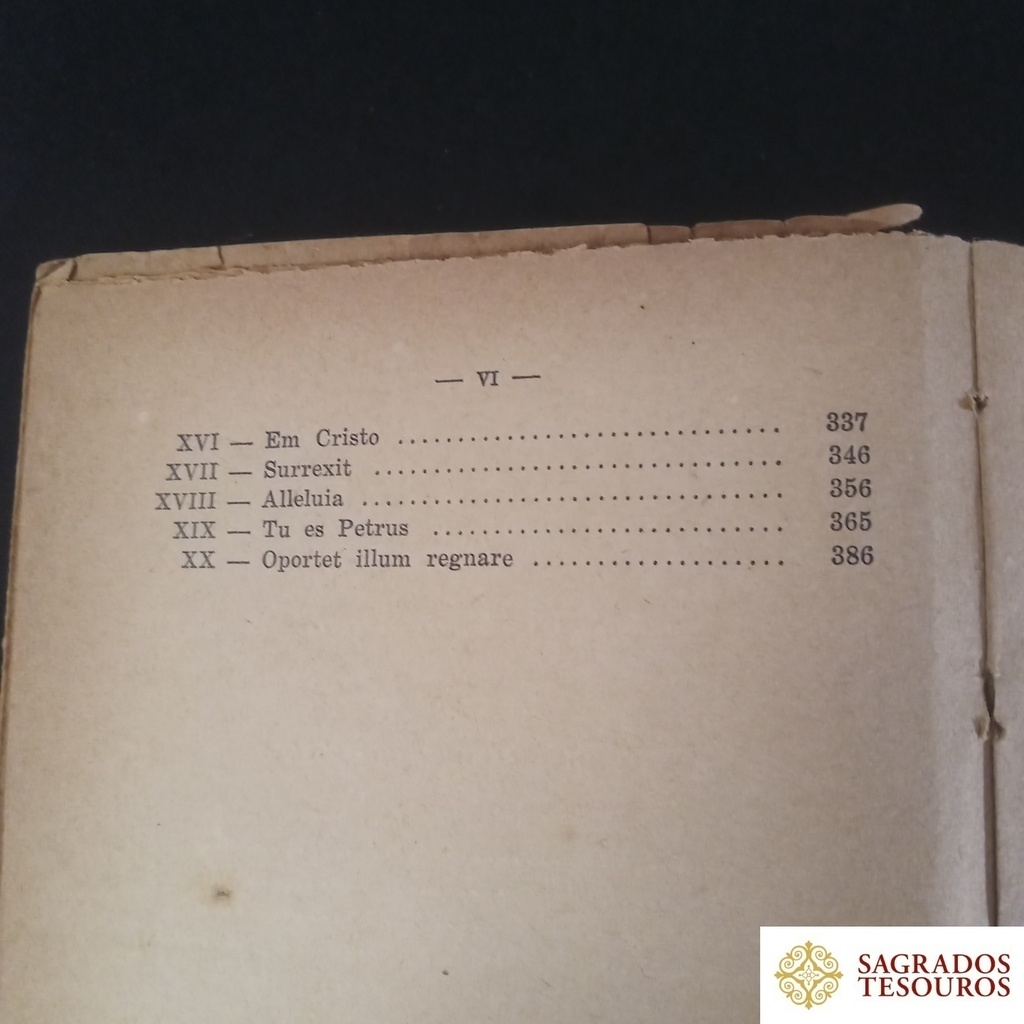 — VI —
XVI — Em Cristo ................................ 337
XVII — Surrexit ................................... 346
XVIII — Alleluia .................................... 356
XIX — Tu es Petrus .............................. 365
XX — Oportet illum regnare ................... 386
SAGRADOS
TESOUROS